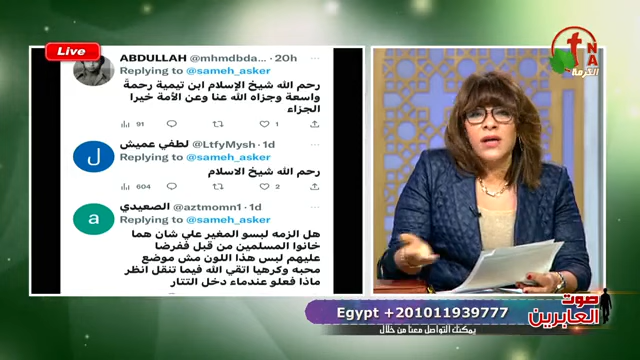 Live
ABDULLAH @mhmdbda... · 20h
Replying to @sameh_asker
رحم الله شيخ الإسلام ابن تيمية رحمةً
واسعة وجزاه الله عنا وعن الأمة خيرا
الجزاء
91
1
لطفي عميش @LtfyMysh · 1d
Replying to @sameh_asker
رحم الله شيخ الاسلام
604
2
الصعيدي @aztmomn1 · 1d
Replying to @sameh_asker
هل الزمه لبسو المغير علي شان هما
خانوا المسلمين من قبل ففرضا
عليهم لبس هذا اللون مش موضع
محبه وكرهيا اتقي الله فيما تنقل انظر
ماذا فعلو عندماء دخل التتار
NA
الكرمة
Egypt +201011939777
يمكنك التواصل معنا من خلال
صوت
العابرين